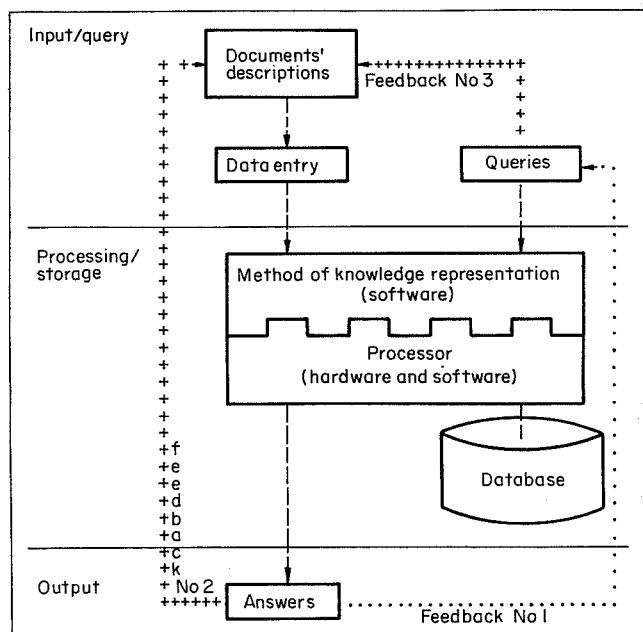 Input/query
Documents'
descriptions
Feedback No 3
Data entry
Queries
Processing/
storage
Method of knowledge representation
(software)
Processor
(hardware and software)
Database
feedback
No 2
Output
Answers
Feedback No 1